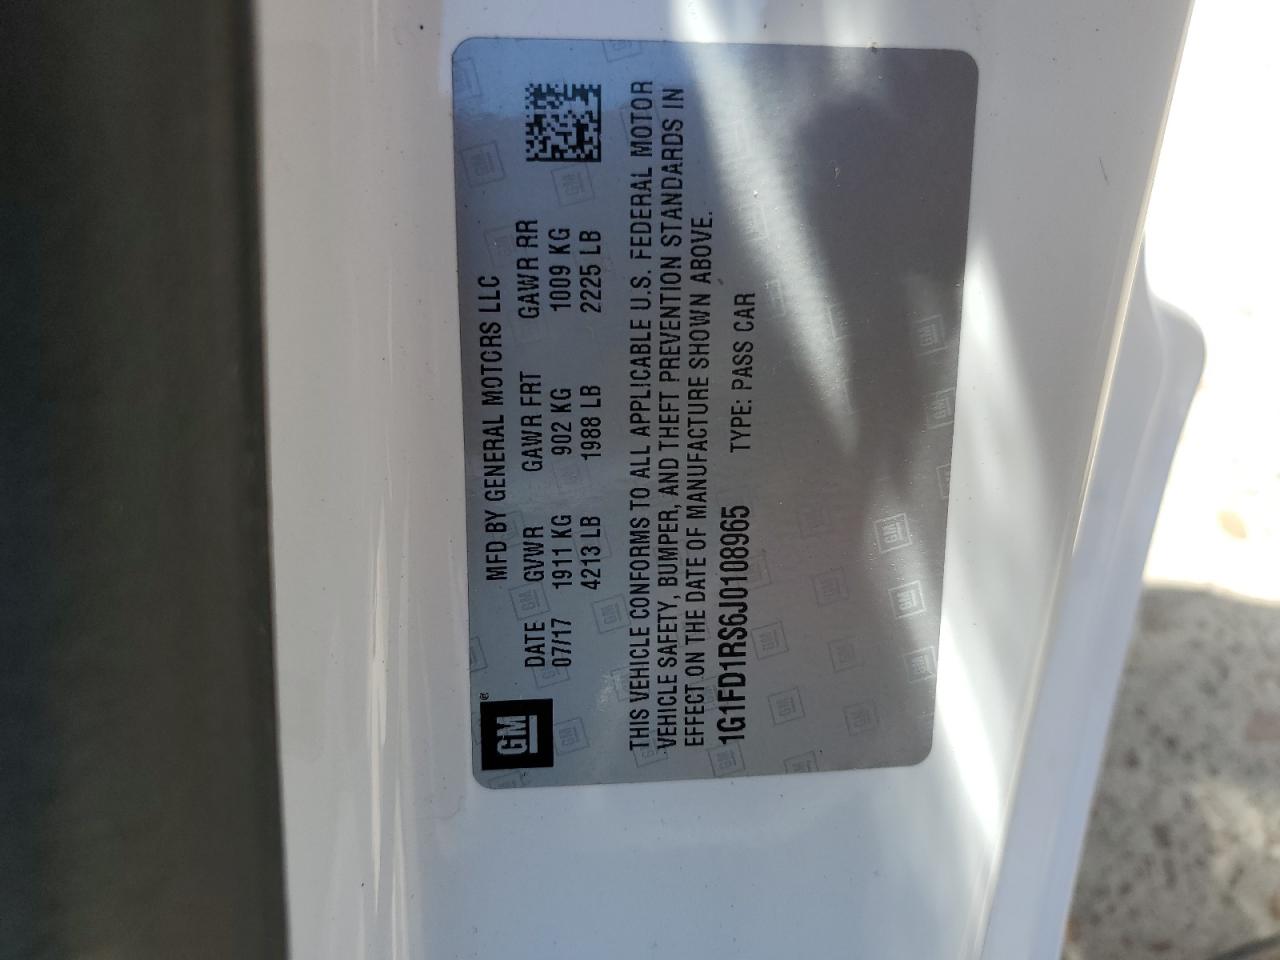 GM®
MFD BY GENERAL MOTORS LLC
DATE GVWR GAWR FRT GAWR RR
07/17 1911 KG 902 KG 1009 KG
4213 LB 1988 LB 2225 LB
THIS VEHICLE CONFORMS TO ALL APPLICABLE U.S. FEDERAL MOTOR
VEHICLE SAFETY, BUMPER, AND THEFT PREVENTION STANDARDS IN
EFFECT ON THE DATE OF MANUFACTURE SHOWN ABOVE.
1G1FD1RS6J0108965 TYPE: PASS CAR